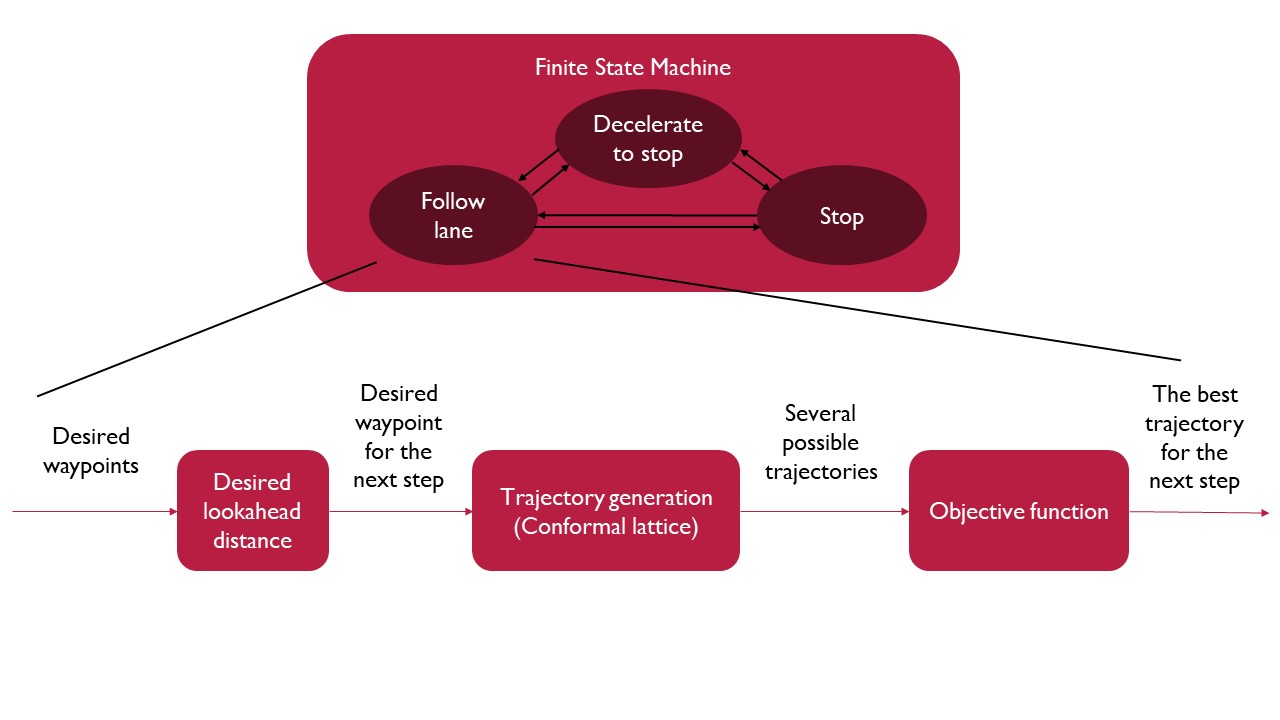 Finite State Machine
Decelerate
to stop
Follow
lane
Stop
Desired
waypoints
Desired
lookahead
distance
Desired
waypoint
for the
next step
Trajectory generation
(Conformal lattice)
Several
possible
trajectories
Objective function
The best
trajectory
for the
next step